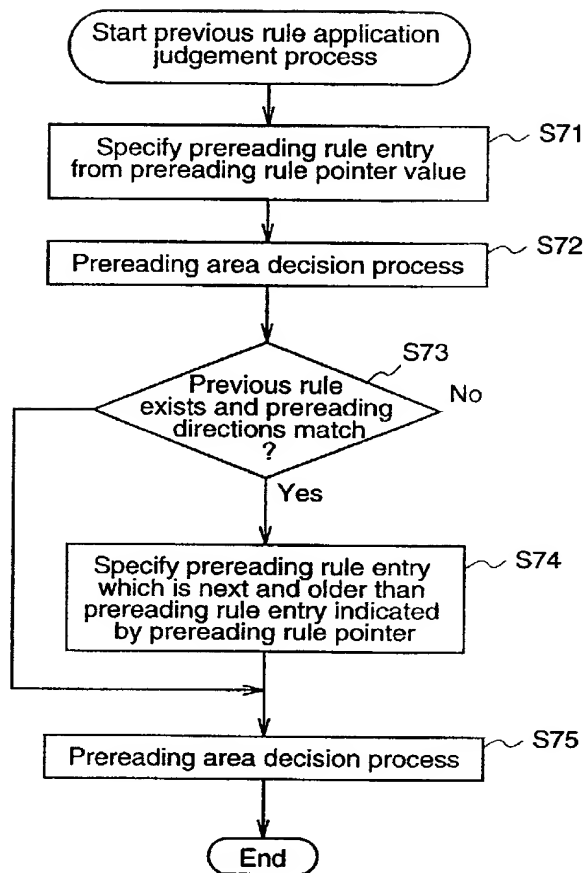 Start previous rule application
judgement process
S71
Specify prereading rule entry
from prereading rule pointer value
S72
Prereading area decision process
S73
Previous rule
exists and prereading
directions match
?
No
Yes
S74
Specify prereading rule entry
which is next and older than
prereading rule entry indicated
by prereading rule pointer
S75
Prereading area decision process
End